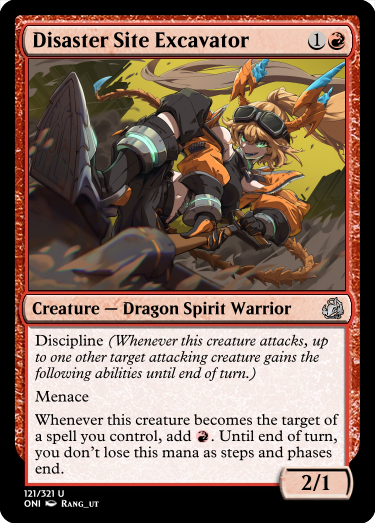 Disaster Site Excavator 1
Creature — Dragon Spirit Warrior
Discipline (Whenever this creature attacks, up
to one other target attacking creature gains the
following abilities until end of turn.)
Menace
Whenever this creature becomes the target of
a spell you control, add . Until end of turn,
you don't lose this mana as steps and phases
end.
2/1
121/321 U
ONI RANG_UT